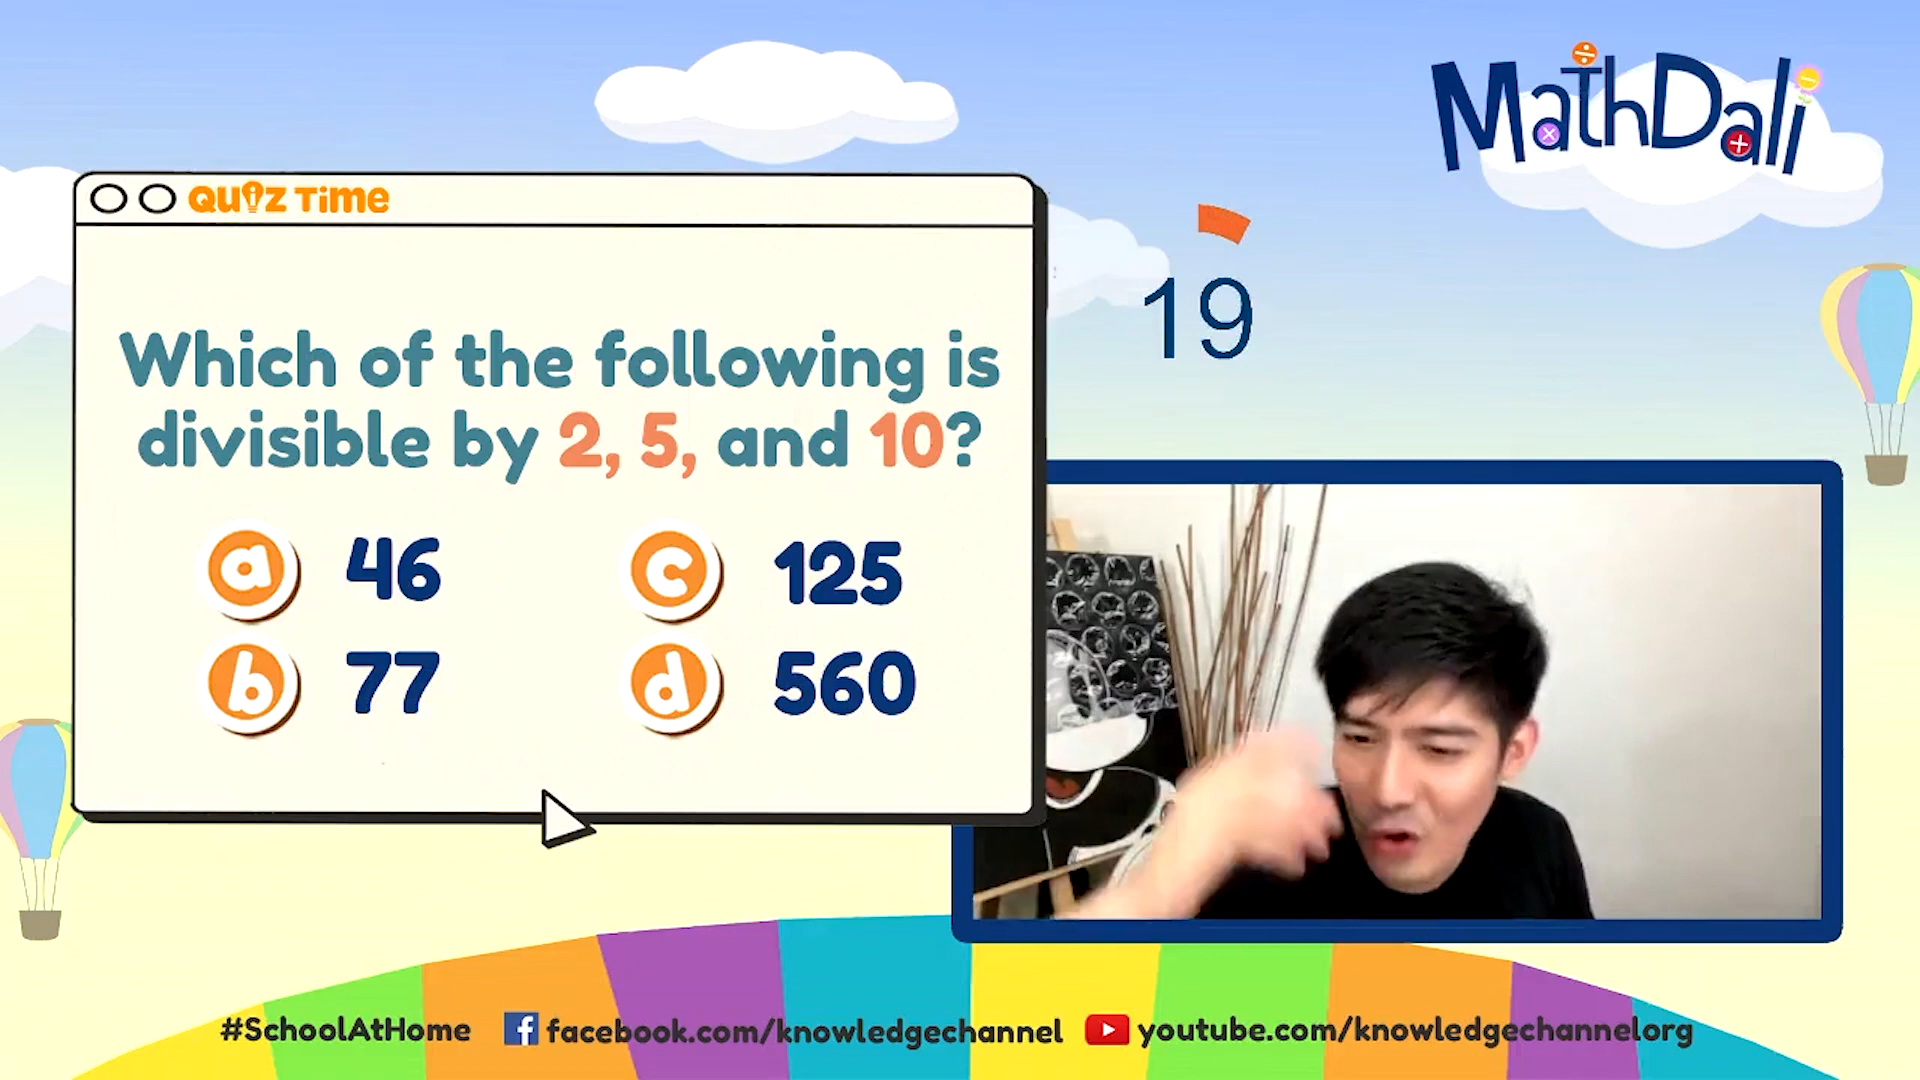 MathDali
Quiz Time
19
Which of the following is
divisible by 2, 5, and 10?
a 46
c 125
b 77
d 560
#SchoolAtHome facebook.com/knowledgechannel youtube.com/knowledgechannelorg